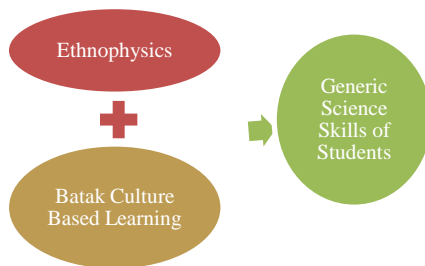 Ethnophysics
Generic
Science
Skills of
Students
Batak Culture
Based Learning